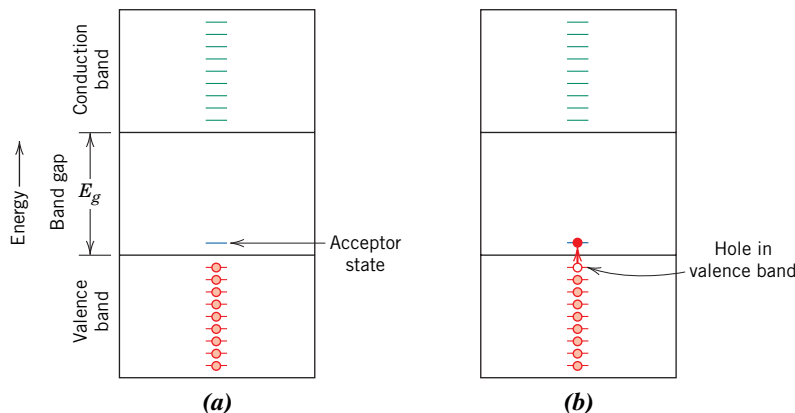 Conduction
band
Energy
Band gap
E_g
Acceptor
state
Valence
band
(a)
Hole in
valence band
(b)